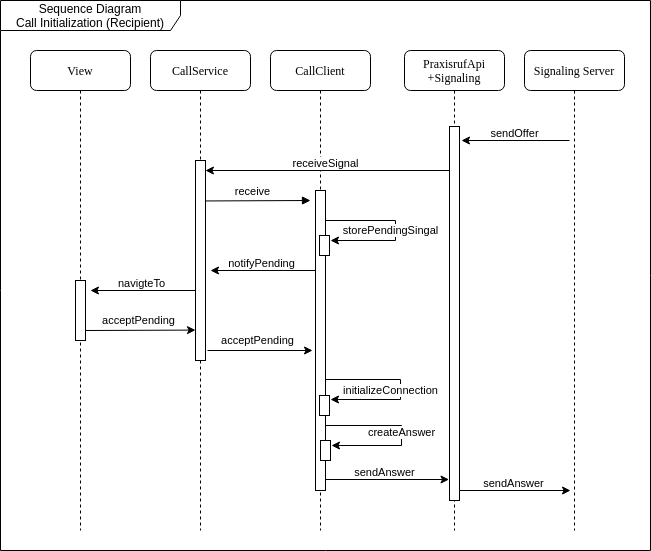 Sequence Diagram
Call Initialization (Recipient)
View
CallService
CallClient
PraxisrufApi
+Signaling
Signaling Server
sendOffer
receiveSignal
receive
storePendingSingal
notifyPending
navigteTo
acceptPending
acceptPending
initializeConnection
createAnswer
sendAnswer
sendAnswer